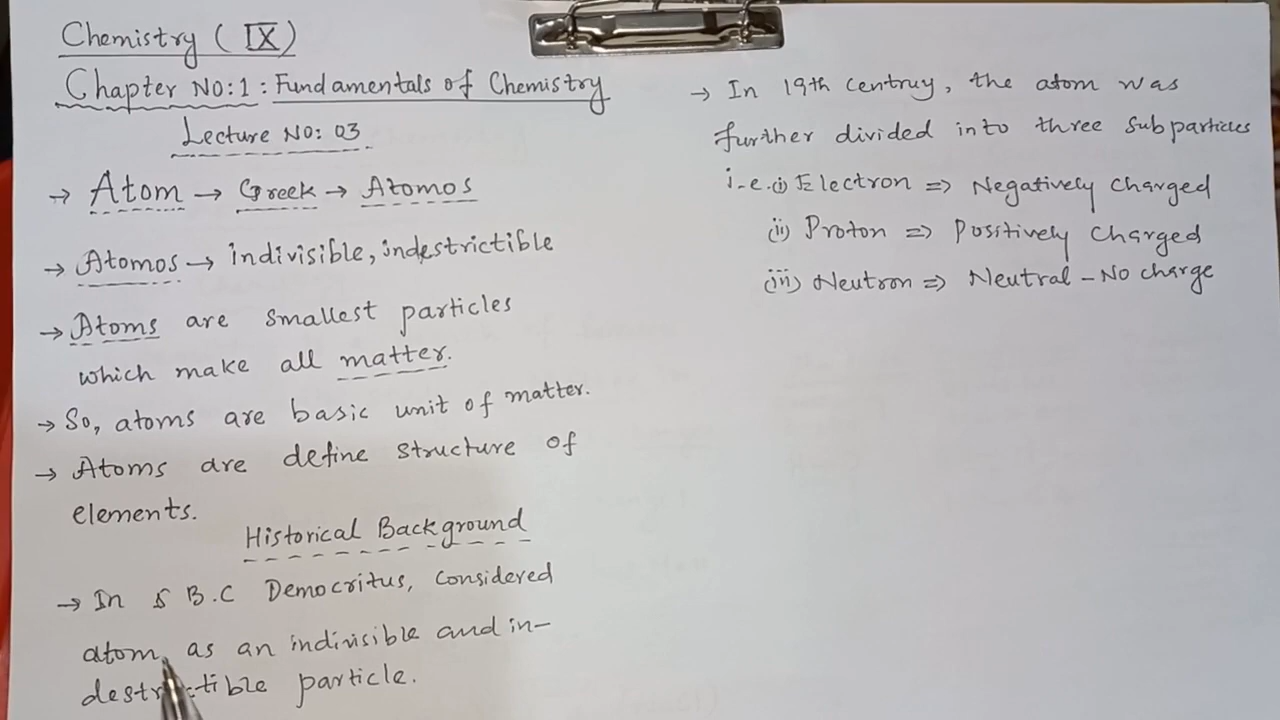 Chemistry (IX)
Chapter No:1 : Fundamentals of Chemistry
Lecture No: 03
→ Atom → Greek → Atomos
→ Atomos → indivisible, indestrictible
→ Atoms are smallest particles
which make all matter.
→ So, atoms are basic unit of matter.
→ Atoms are define structure of
elements.
Historical Background
→ In 5 B.C Democritus, considered
atom, as an indivisible and in-
destructible particle.
→ In 19th centruy, the atom was
further divided into three subparticles
i.e. (i) Electron => Negatively charged
(ii) Proton => Positively charged
(iii) Neutron => Neutral - No charge